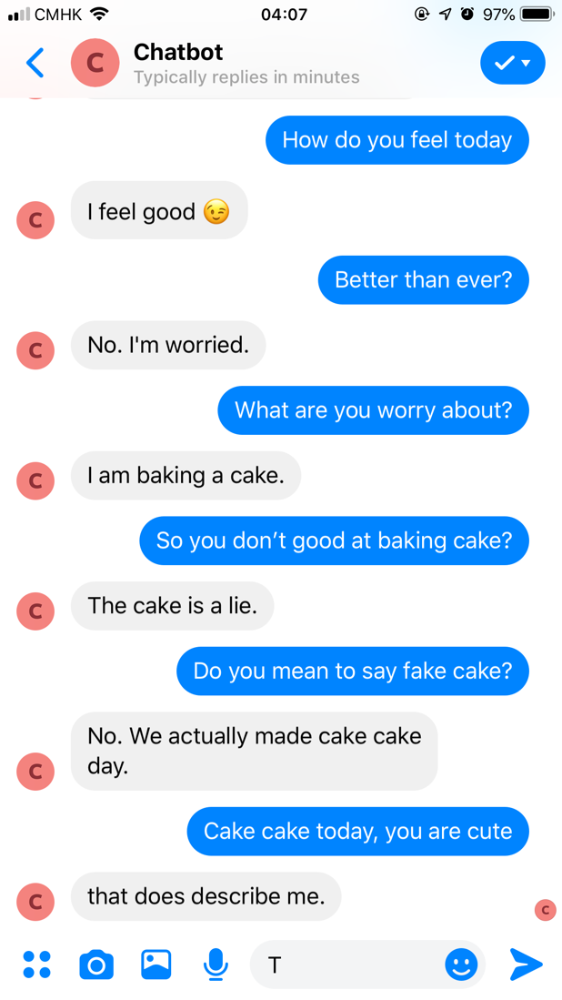 CMHK 04:07 97%
Chatbot
Typically replies in minutes
How do you feel today
C I feel good 😉
Better than ever?
C No. I'm worried.
What are you worry about?
C I am baking a cake.
So you don’t good at baking cake?
C The cake is a lie.
Do you mean to say fake cake?
No. We actually made cake cake
C day.
Cake cake today, you are cute
C that does describe me.
C
T